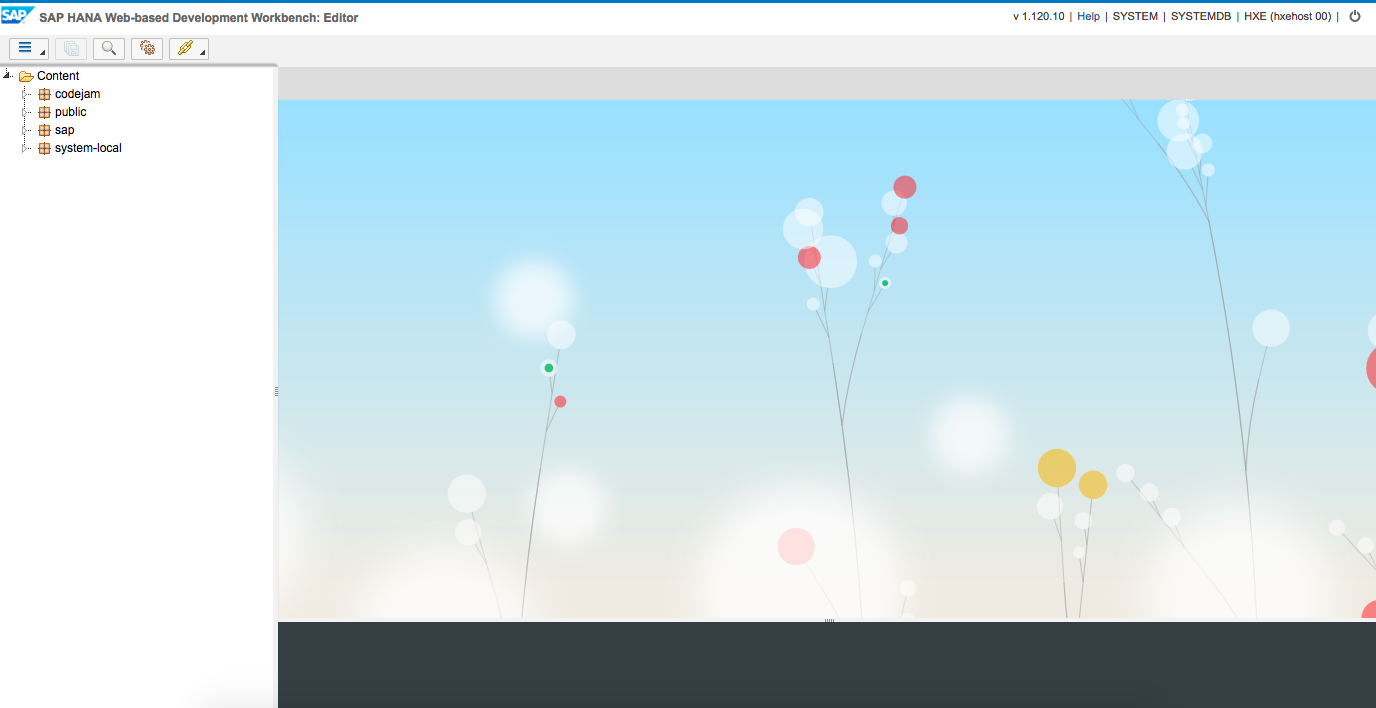 SAP SAP HANA Web-based Development Workbench: Editor v 1.120.10 | Help | SYSTEM | SYSTEMDB | HXE (hxehost 00) |
Content
codejam
public
sap
system-local